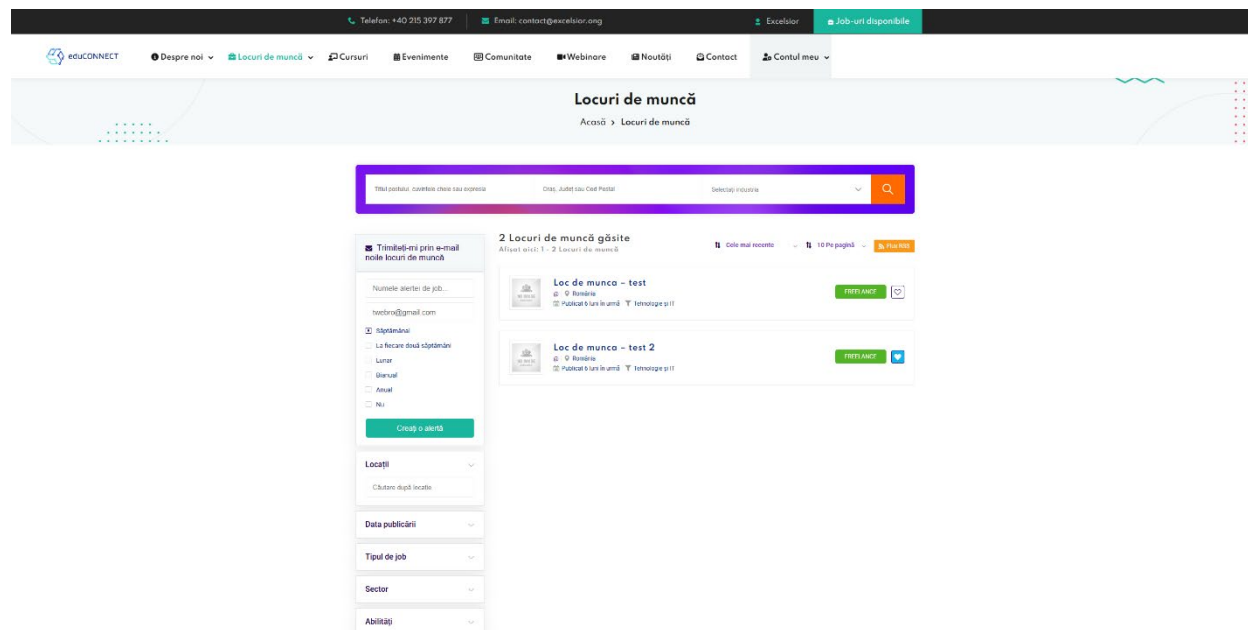 Telefon: +40 215 397 877
Email: contact@excelsior.ong
Excelsior
Job-uri disponibile
eduCONNECT
Despre noi
Locuri de muncă
Cursuri
Evenimente
Comunitate
Webinare
Noutăți
Contact
Contul meu
Locuri de muncă
Acasă > Locuri de muncă
Titlul postului, cuvintele cheie sau expresia
Oraș, Județ sau Cod Postal
Selectați industria
Trimiteți-mi prin e-mail
noile locuri de muncă
Numele alertei de job...
twebro@gmail.com
Săptămânal
La fiecare două săptămâni
Lunar
Bianual
Anual
Nu
Creați o alertă
Locații
Căutare după locație
Data publicării
Tipul de job
Sector
Abilități
2 Locuri de muncă găsite
Afișat aici: 1 - 2 Locuri de muncă
Cele mai recente
10 Pe pagină
Flux RSS
Loc de munca – test
@ România
Publicat 6 luni în urmă Tehnologie și IT
FREELANCE
Loc de munca – test 2
@ România
Publicat 6 luni în urmă Tehnologie și IT
FREELANCE